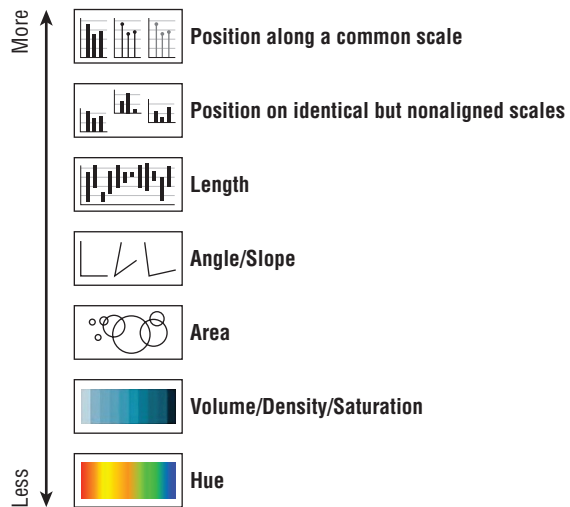 More
Position along a common scale
Position on identical but nonaligned scales
Length
Angle/Slope
Area
Volume/Density/Saturation
Hue
Less